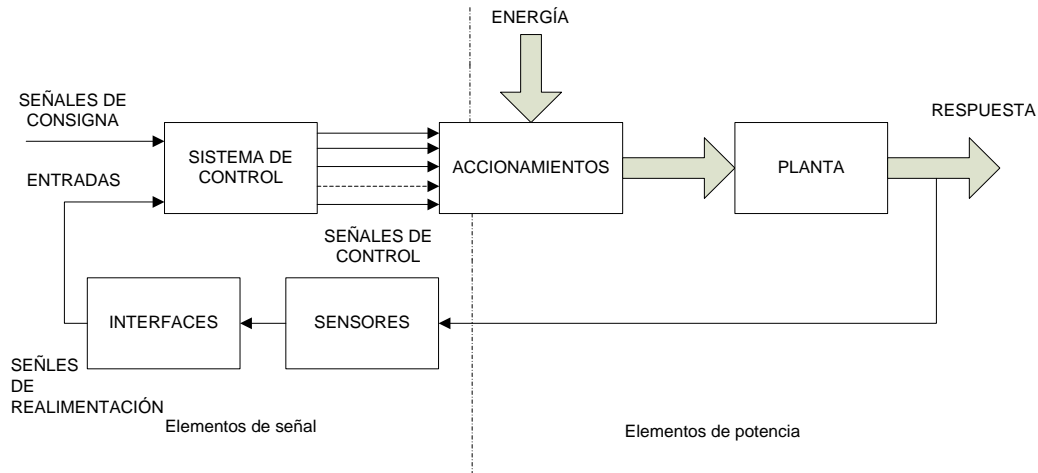 ENERGÍA
SEÑALES DE
CONSIGNA
RESPUESTA
SISTEMA DE
CONTROL
ACCIONAMIENTOS
PLANTA
ENTRADAS
SEÑALES DE
CONTROL
INTERFACES
SENSORES
SEÑLES
DE
REALIMENTACIÓN
Elementos de señal
Elementos de potencia